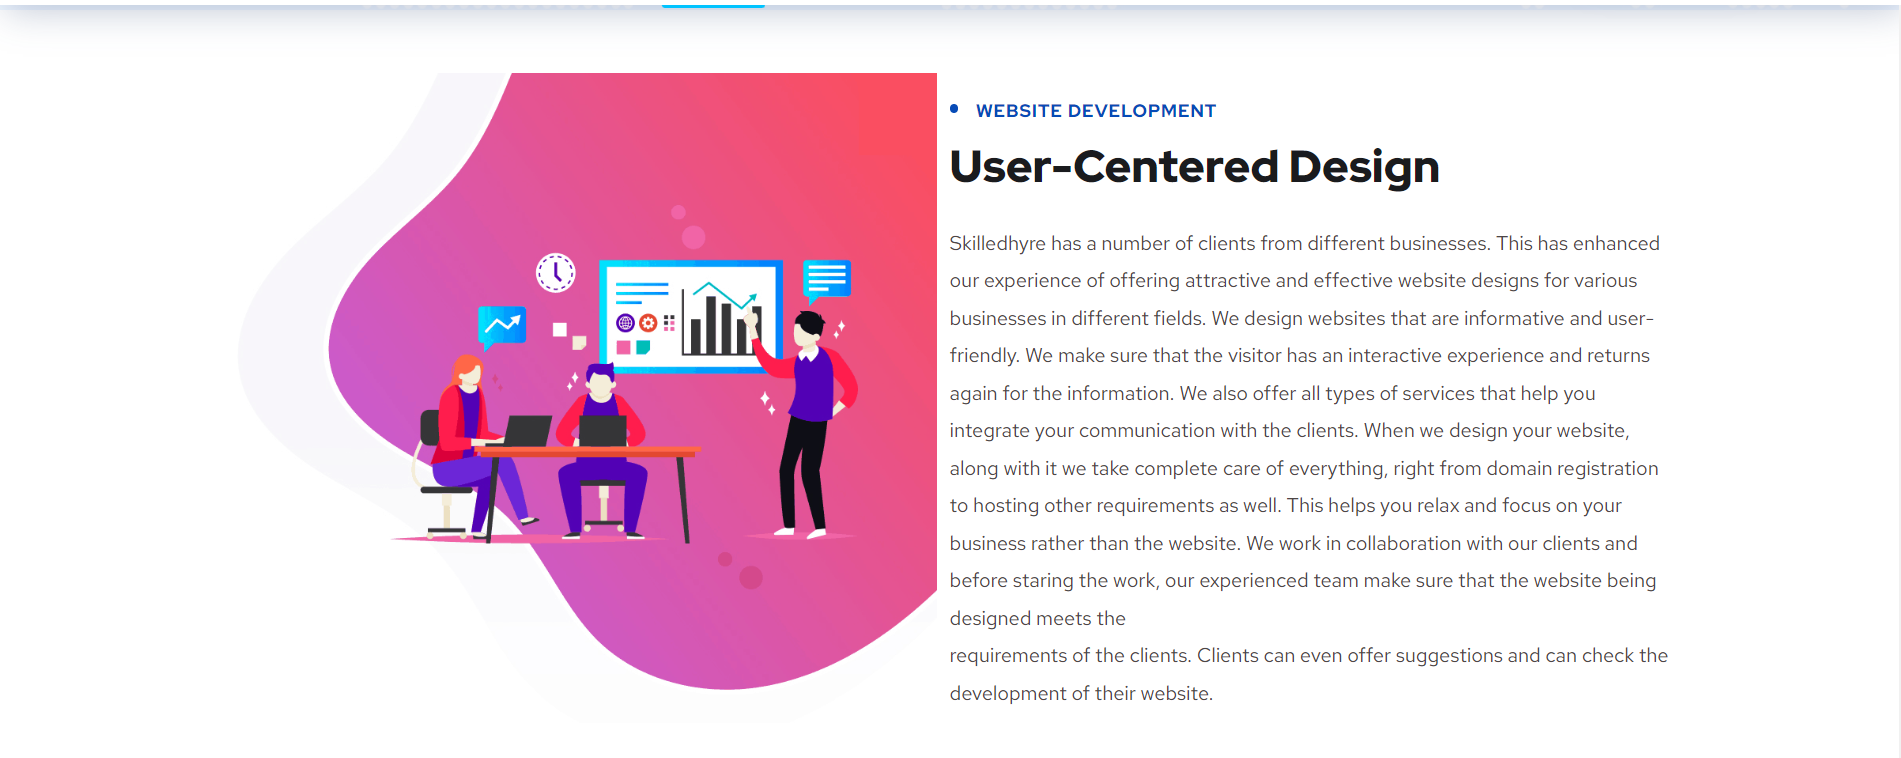 WEBSITE DEVELOPMENT
User-Centered Design
Skilledhyre has a number of clients from different businesses. This has enhanced
our experience of offering attractive and effective website designs for various
businesses in different fields. We design websites that are informative and user-
friendly. We make sure that the visitor has an interactive experience and returns
again for the information. We also offer all types of services that help you
integrate your communication with the clients. When we design your website,
along with it we take complete care of everything, right from domain registration
to hosting other requirements as well. This helps you relax and focus on your
business rather than the website. We work in collaboration with our clients and
before staring the work, our experienced team make sure that the website being
designed meets the
requirements of the clients. Clients can even offer suggestions and can check the
development of their website.